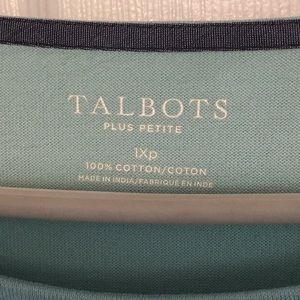 TALBOTS
PLUS PETITE
1Xp
100% COTTON/COTON
MADE IN INDIA/FABRIQUÉ EN INDE